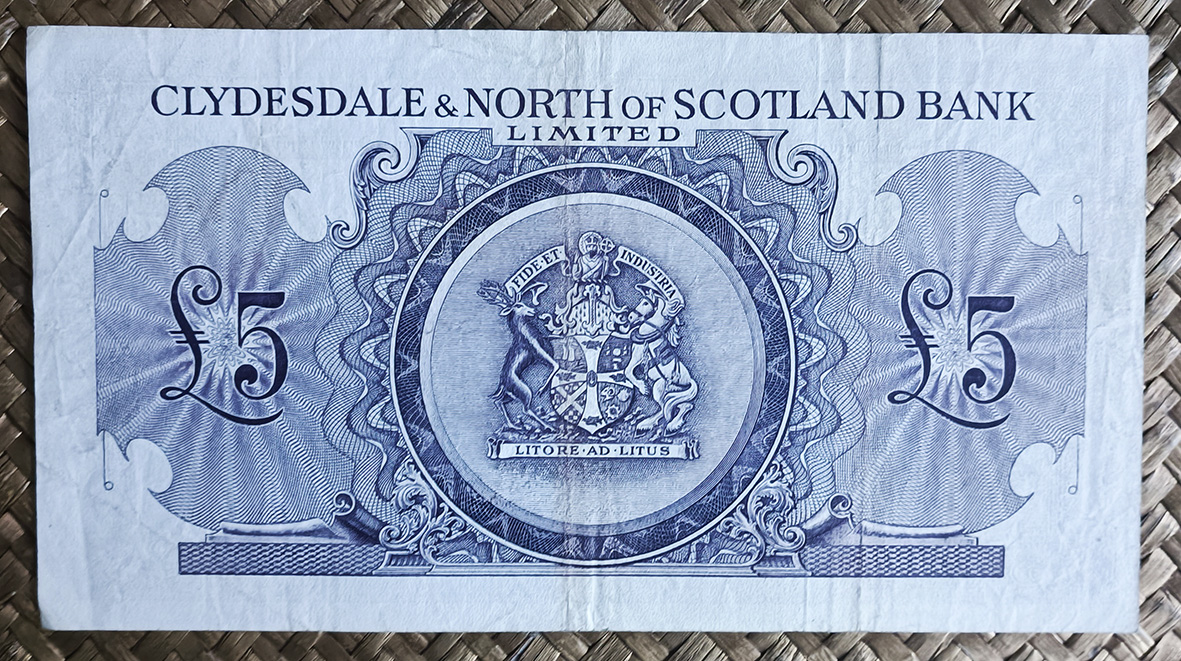 CLYDESDALE & NORTH OF SCOTLAND BANK
LIMITED
FIDE·ET INDUSTRIA
£5 £5
LITORE·AD·LITUS